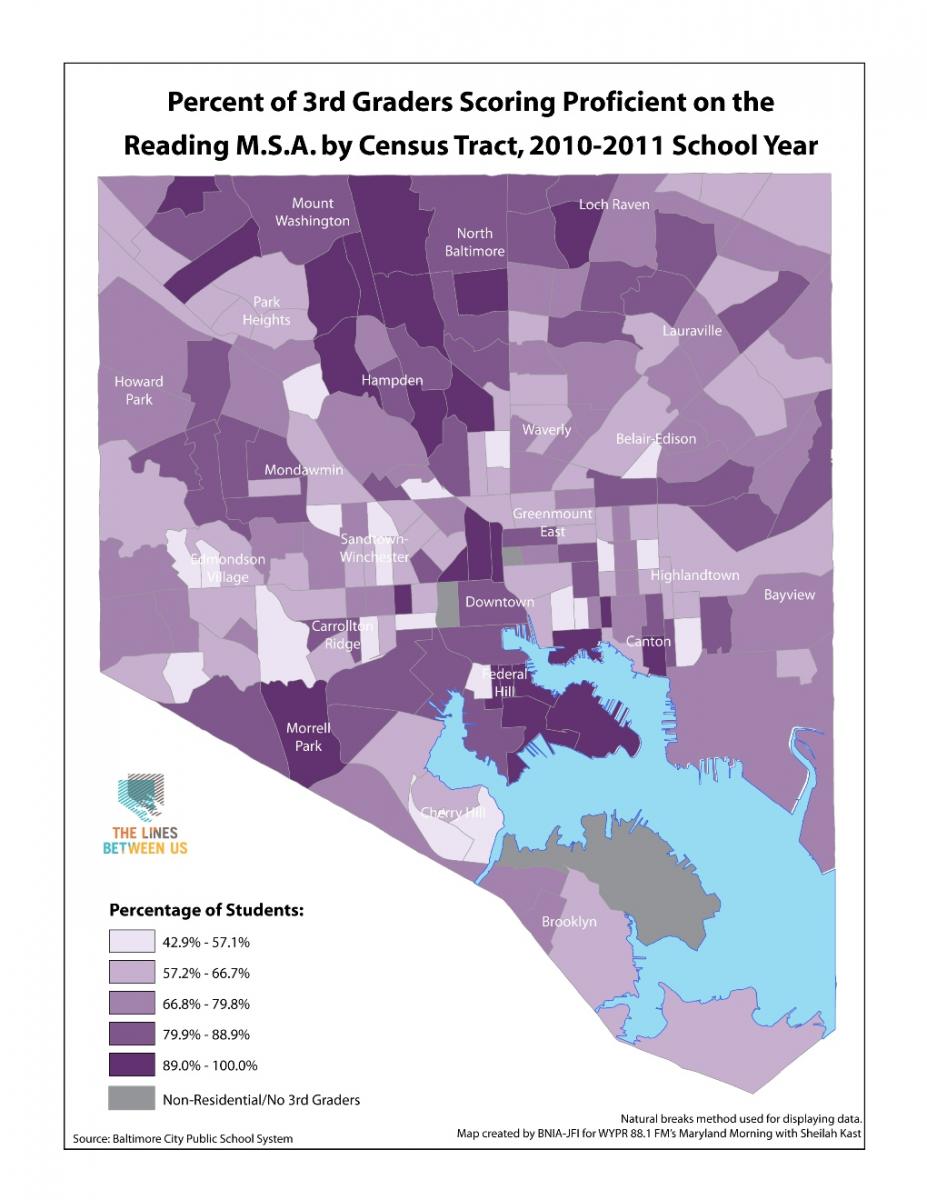 Percent of 3rd Graders Scoring Proficient on the
Reading M.S.A. by Census Tract, 2010-2011 School Year
Mount
Washington
Loch Raven
North
Baltimore
Park
Heights
Lauraville
Howard
Park
Hampden
Waverly
Belair-Edison
Mondawmin
Greenmount
East
Sandtown-
Winchester
Edmondson
Village
Highlandtown
Bayview
Downtown
Carrollton
Ridge
Canton
Federal
Hill
Morrell
Park
Cherry Hill
THE LINES
BETWEEN US
Brooklyn
Percentage of Students:
42.9% - 57.1%
57.2% - 66.7%
66.8% - 79.8%
79.9% - 88.9%
89.0% - 100.0%
Non-Residential/No 3rd Graders
Natural breaks method used for displaying data.
Source: Baltimore City Public School System
Map created by BNIA-JFI for WYPR 88.1 FM's Maryland Morning with Sheilah Kast